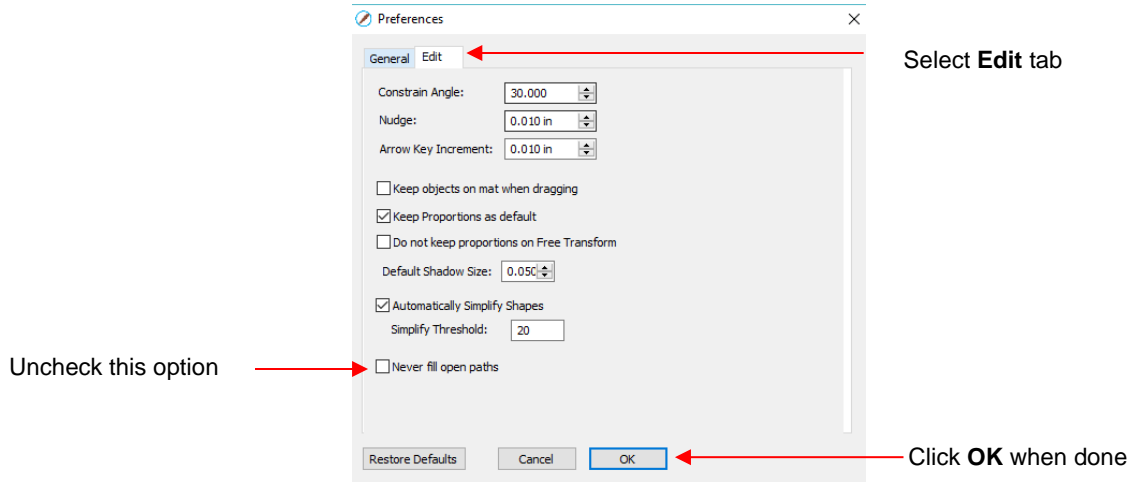 Preferences
General Edit
Select Edit tab
Constrain Angle: 30.000
Nudge: 0.010 in
Arrow Key Increment: 0.010 in
Keep objects on mat when dragging
Keep Proportions as default
Do not keep proportions on Free Transform
Default Shadow Size: 0.050
Automatically Simplify Shapes
Simplify Threshold: 20
Uncheck this option
Never fill open paths
Restore Defaults Cancel OK
Click OK when done